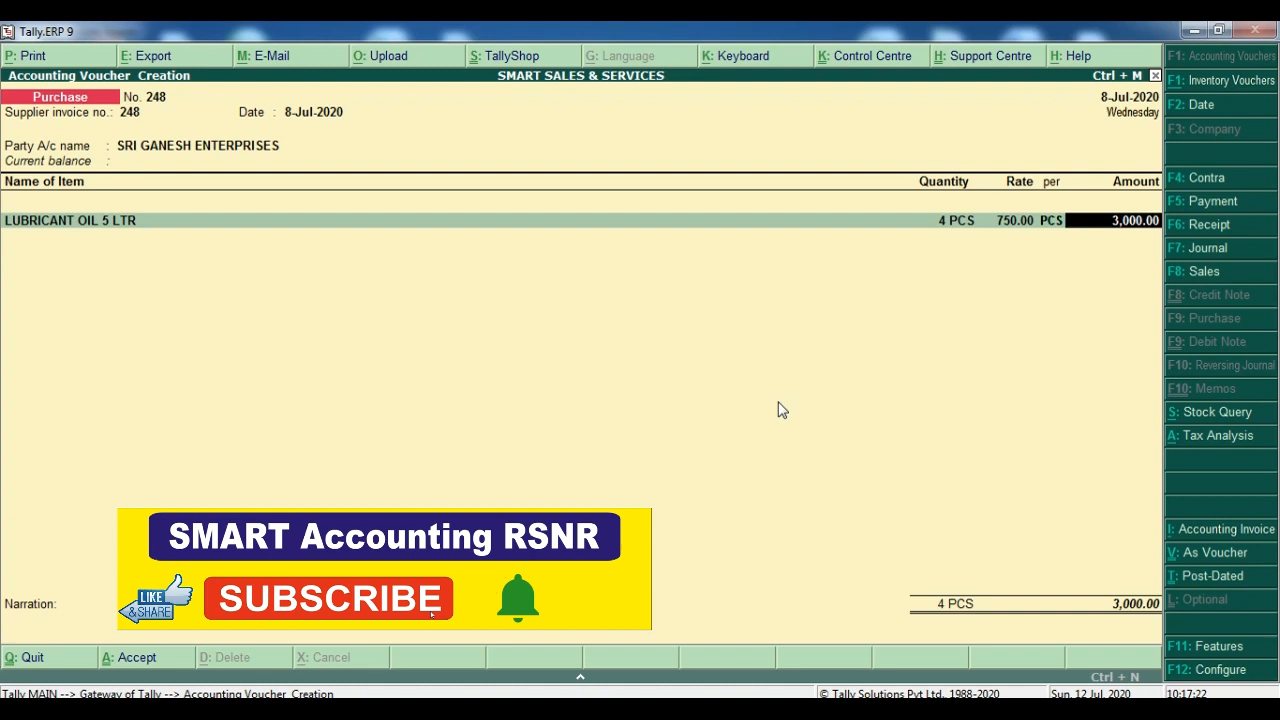 Tally.ERP 9
P: Print E: Export M: E-Mail O: Upload S: TallyShop G: Language K: Keyboard K: Control Centre H: Support Centre H: Help
Accounting Voucher Creation SMART SALES & SERVICES Ctrl + M
Purchase No. 248 8-Jul-2020
Supplier invoice no.: 248 Date : 8-Jul-2020 Wednesday
Party A/c name : SRI GANESH ENTERPRISES
Current balance :
Name of Item Quantity Rate per Amount
LUBRICANT OIL 5 LTR 4 PCS 750.00 PCS 3,000.00
SMART Accounting RSNR
LIKE
&SHARE
SUBSCRIBE
Narration: 4 PCS 3,000.00
Q: Quit A: Accept D: Delete X: Cancel
Ctrl + N
Tally MAIN --> Gateway of Tally --> Accounting Voucher Creation © Tally Solutions Pvt Ltd., 1988-2020 Sun, 12 Jul, 2020 10:17:22
F1: Accounting Vouchers
F1: Inventory Vouchers
F2: Date
F3: Company
F4: Contra
F5: Payment
F6: Receipt
F7: Journal
F8: Sales
F8: Credit Note
F9: Purchase
F9: Debit Note
F10: Reversing Journal
F10: Memos
S: Stock Query
A: Tax Analysis
I: Accounting Invoice
V: As Voucher
T: Post-Dated
L: Optional
F11: Features
F12: Configure